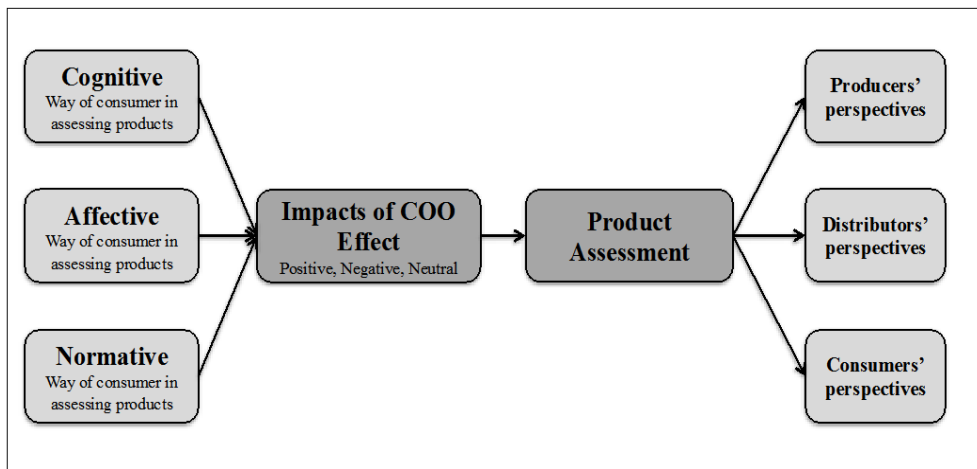 Cognitive
Way of consumer in
assessing products
Affective
Way of consumer in
assessing products
Normative
Way of consumer in
assessing products
Impacts of COO
Effect
Positive, Negative, Neutral
Product
Assessment
Producers’
perspectives
Distributors’
perspectives
Consumers’
perspectives